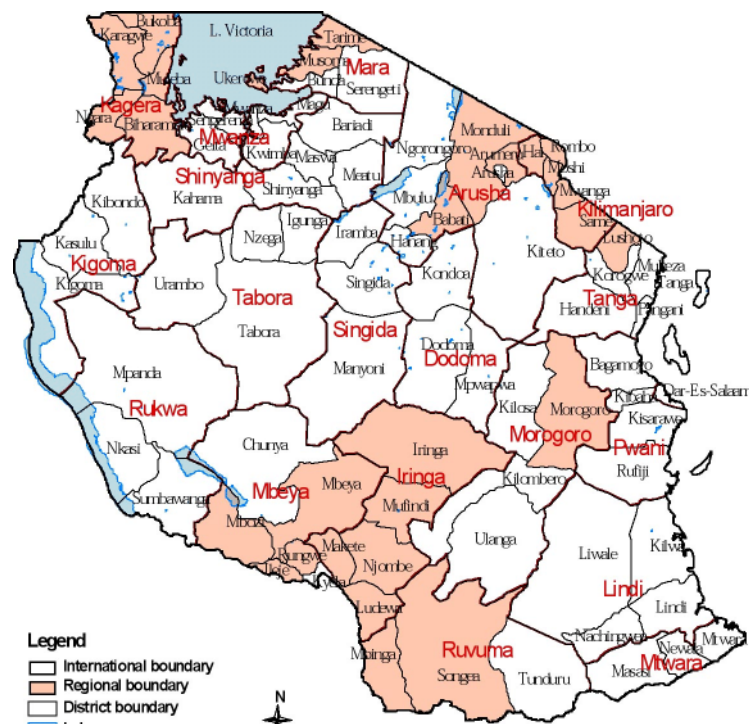 Bukoba
Karagwe
L. Victoria
Tarime
Musoma
Mara
Muleba
Ukerewe
Bunda
Serengeti
Kagera
Ngara
Biharamulo
Mwanza
Magu
Sengerema
Mwanza
Geita
Kwimba
Bariadi
Maswa
Ngorongoro
Monduli
Arumeru
Hai
Rombo
Moshi
Arusha
Arusha
Mwanga
Shinyanga
Shinyanga
Meatu
Mbulu
Kilimanjaro
Same
Kibondo
Kahama
Igunga
Babati
Lushoto
Nzega
Iramba
Hanang
Kiteto
Kasulu
Kigoma
Kigoma
Korogwe
Muheza
Tanga
Urambo
Tabora
Singida
Kondoa
Handeni
Tanga
Pangani
Tabora
Singida
Dodoma
Dodoma
Bagamoyo
Mpanda
Manyoni
Mpwapwa
Kibaha
Dar-Es-Salaam
Rukwa
Kilosa
Morogoro
Kisarawe
Morogoro
Pwani
Nkasi
Chunya
Iringa
Rufiji
Mbeya
Mbeya
Iringa
Kilombero
Sumbawanga
Mufindi
Mbozi
Ulanga
Liwale
Kilwa
Rungwe
Makete
Ileje
Kyela
Njombe
Lindi
Ludewa
Lindi
Legend
Nachingwea
Mtwara
Newala
International boundary
Mbinga
Ruvuma
Mtwara
Masasi
Regional boundary
Songea
Tunduru
District boundary
N